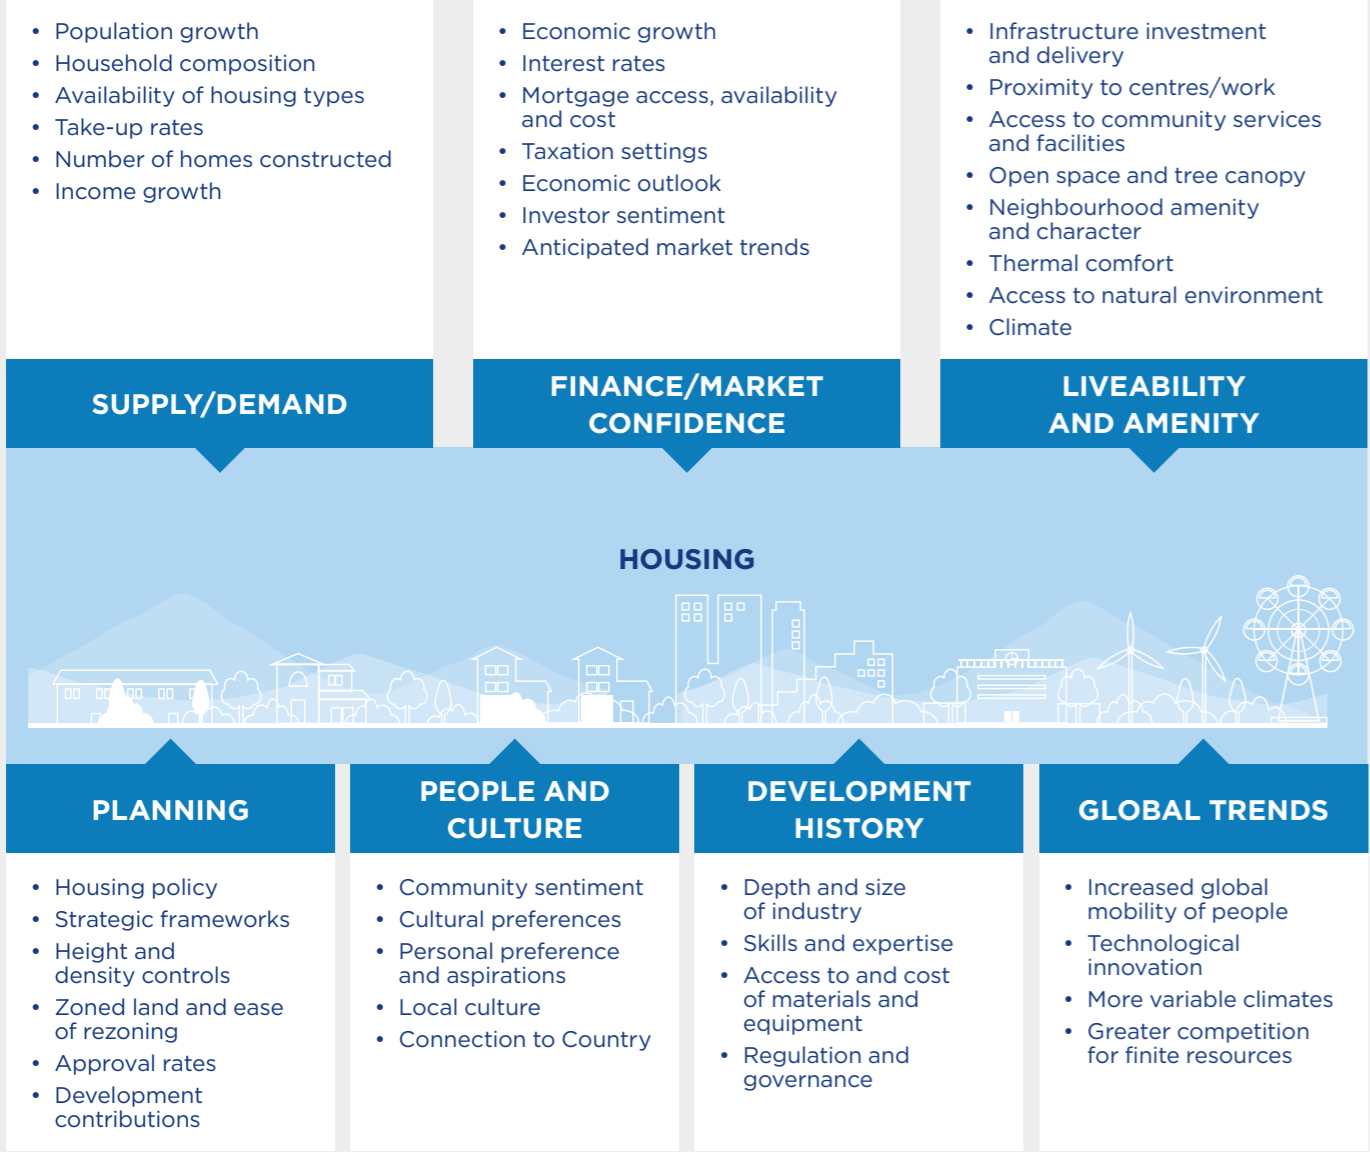 • Population growth
• Household composition
• Availability of housing types
• Take-up rates
• Number of homes constructed
• Income growth
SUPPLY/DEMAND
• Economic growth
• Interest rates
• Mortgage access, availability
and cost
• Taxation settings
• Economic outlook
• Investor sentiment
• Anticipated market trends
FINANCE/MARKET
CONFIDENCE
• Infrastructure investment
and delivery
• Proximity to centres/work
• Access to community services
and facilities
• Open space and tree canopy
• Neighbourhood amenity
and character
• Thermal comfort
• Access to natural environment
• Climate
LIVEABILITY
AND AMENITY
HOUSING
PLANNING
• Housing policy
• Strategic frameworks
• Height and
density controls
• Zoned land and ease
of rezoning
• Approval rates
• Development
contributions
PEOPLE AND
CULTURE
• Community sentiment
• Cultural preferences
• Personal preference
and aspirations
• Local culture
• Connection to Country
DEVELOPMENT
HISTORY
• Depth and size
of industry
• Skills and expertise
• Access to and cost
of materials and
equipment
• Regulation and
governance
GLOBAL TRENDS
• Increased global
mobility of people
• Technological
innovation
• More variable climates
• Greater competition
for finite resources